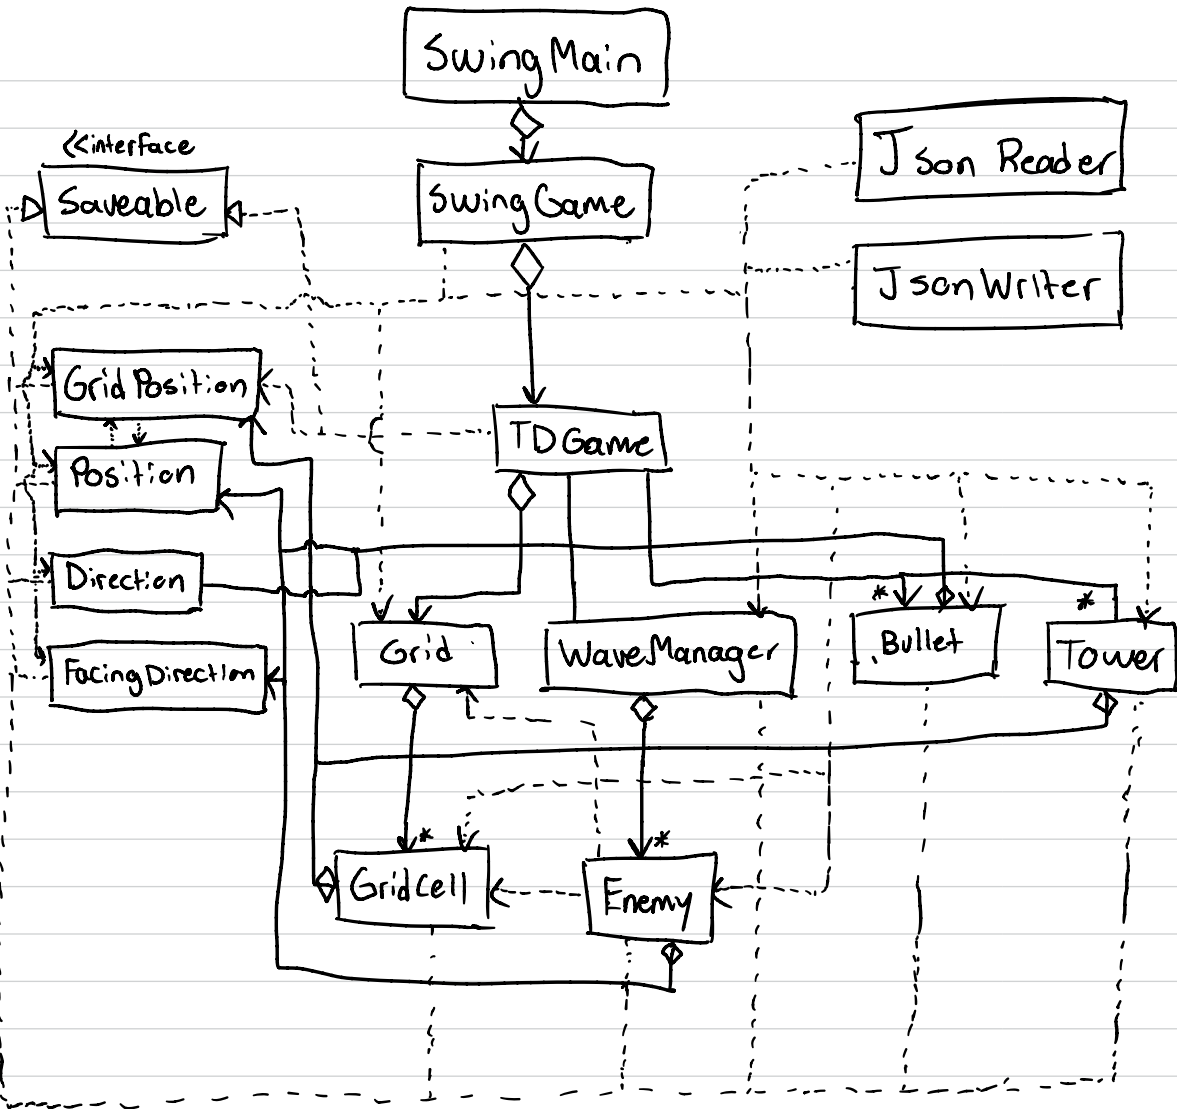 SwingMain
<<interface
Saveable
Json Reader
SwingGame
JsonWriter
GridPosition
TDGame
Position
Direction
*
*
Grid
WaveManager
Bullet
Tower
FacingDirection
*
*
GridCell
Enemy